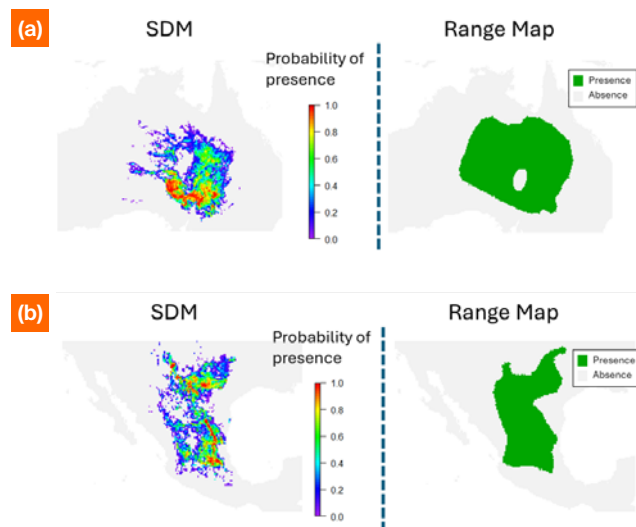 (a)
SDM
Range Map
Probability of
presence
1.0
0.8
0.6
0.4
0.2
0.0
Presence
Absence
(b)
SDM
Range Map
Probability of
presence
1.0
0.8
0.6
0.4
0.2
0.0
Presence
Absence